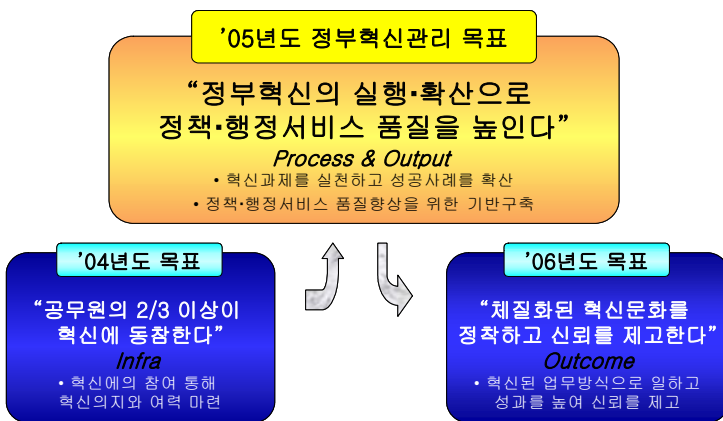 ’05년도 정부혁신관리 목표
“정부혁신의 실행·확산으로
정책·행정서비스 품질을 높인다”
Process & Output
• 혁신과제를 실천하고 성공사례를 확산
• 정책·행정서비스 품질향상을 위한 기반구축
’04년도 목표
“공무원의 2/3 이상이
혁신에 동참한다”
Infra
• 혁신에의 참여 통해
혁신의지와 여력 마련
’06년도 목표
“체질화된 혁신문화를
정착하고 신뢰를 제고한다”
Outcome
• 혁신된 업무방식으로 일하고
성과를 높여 신뢰를 제고